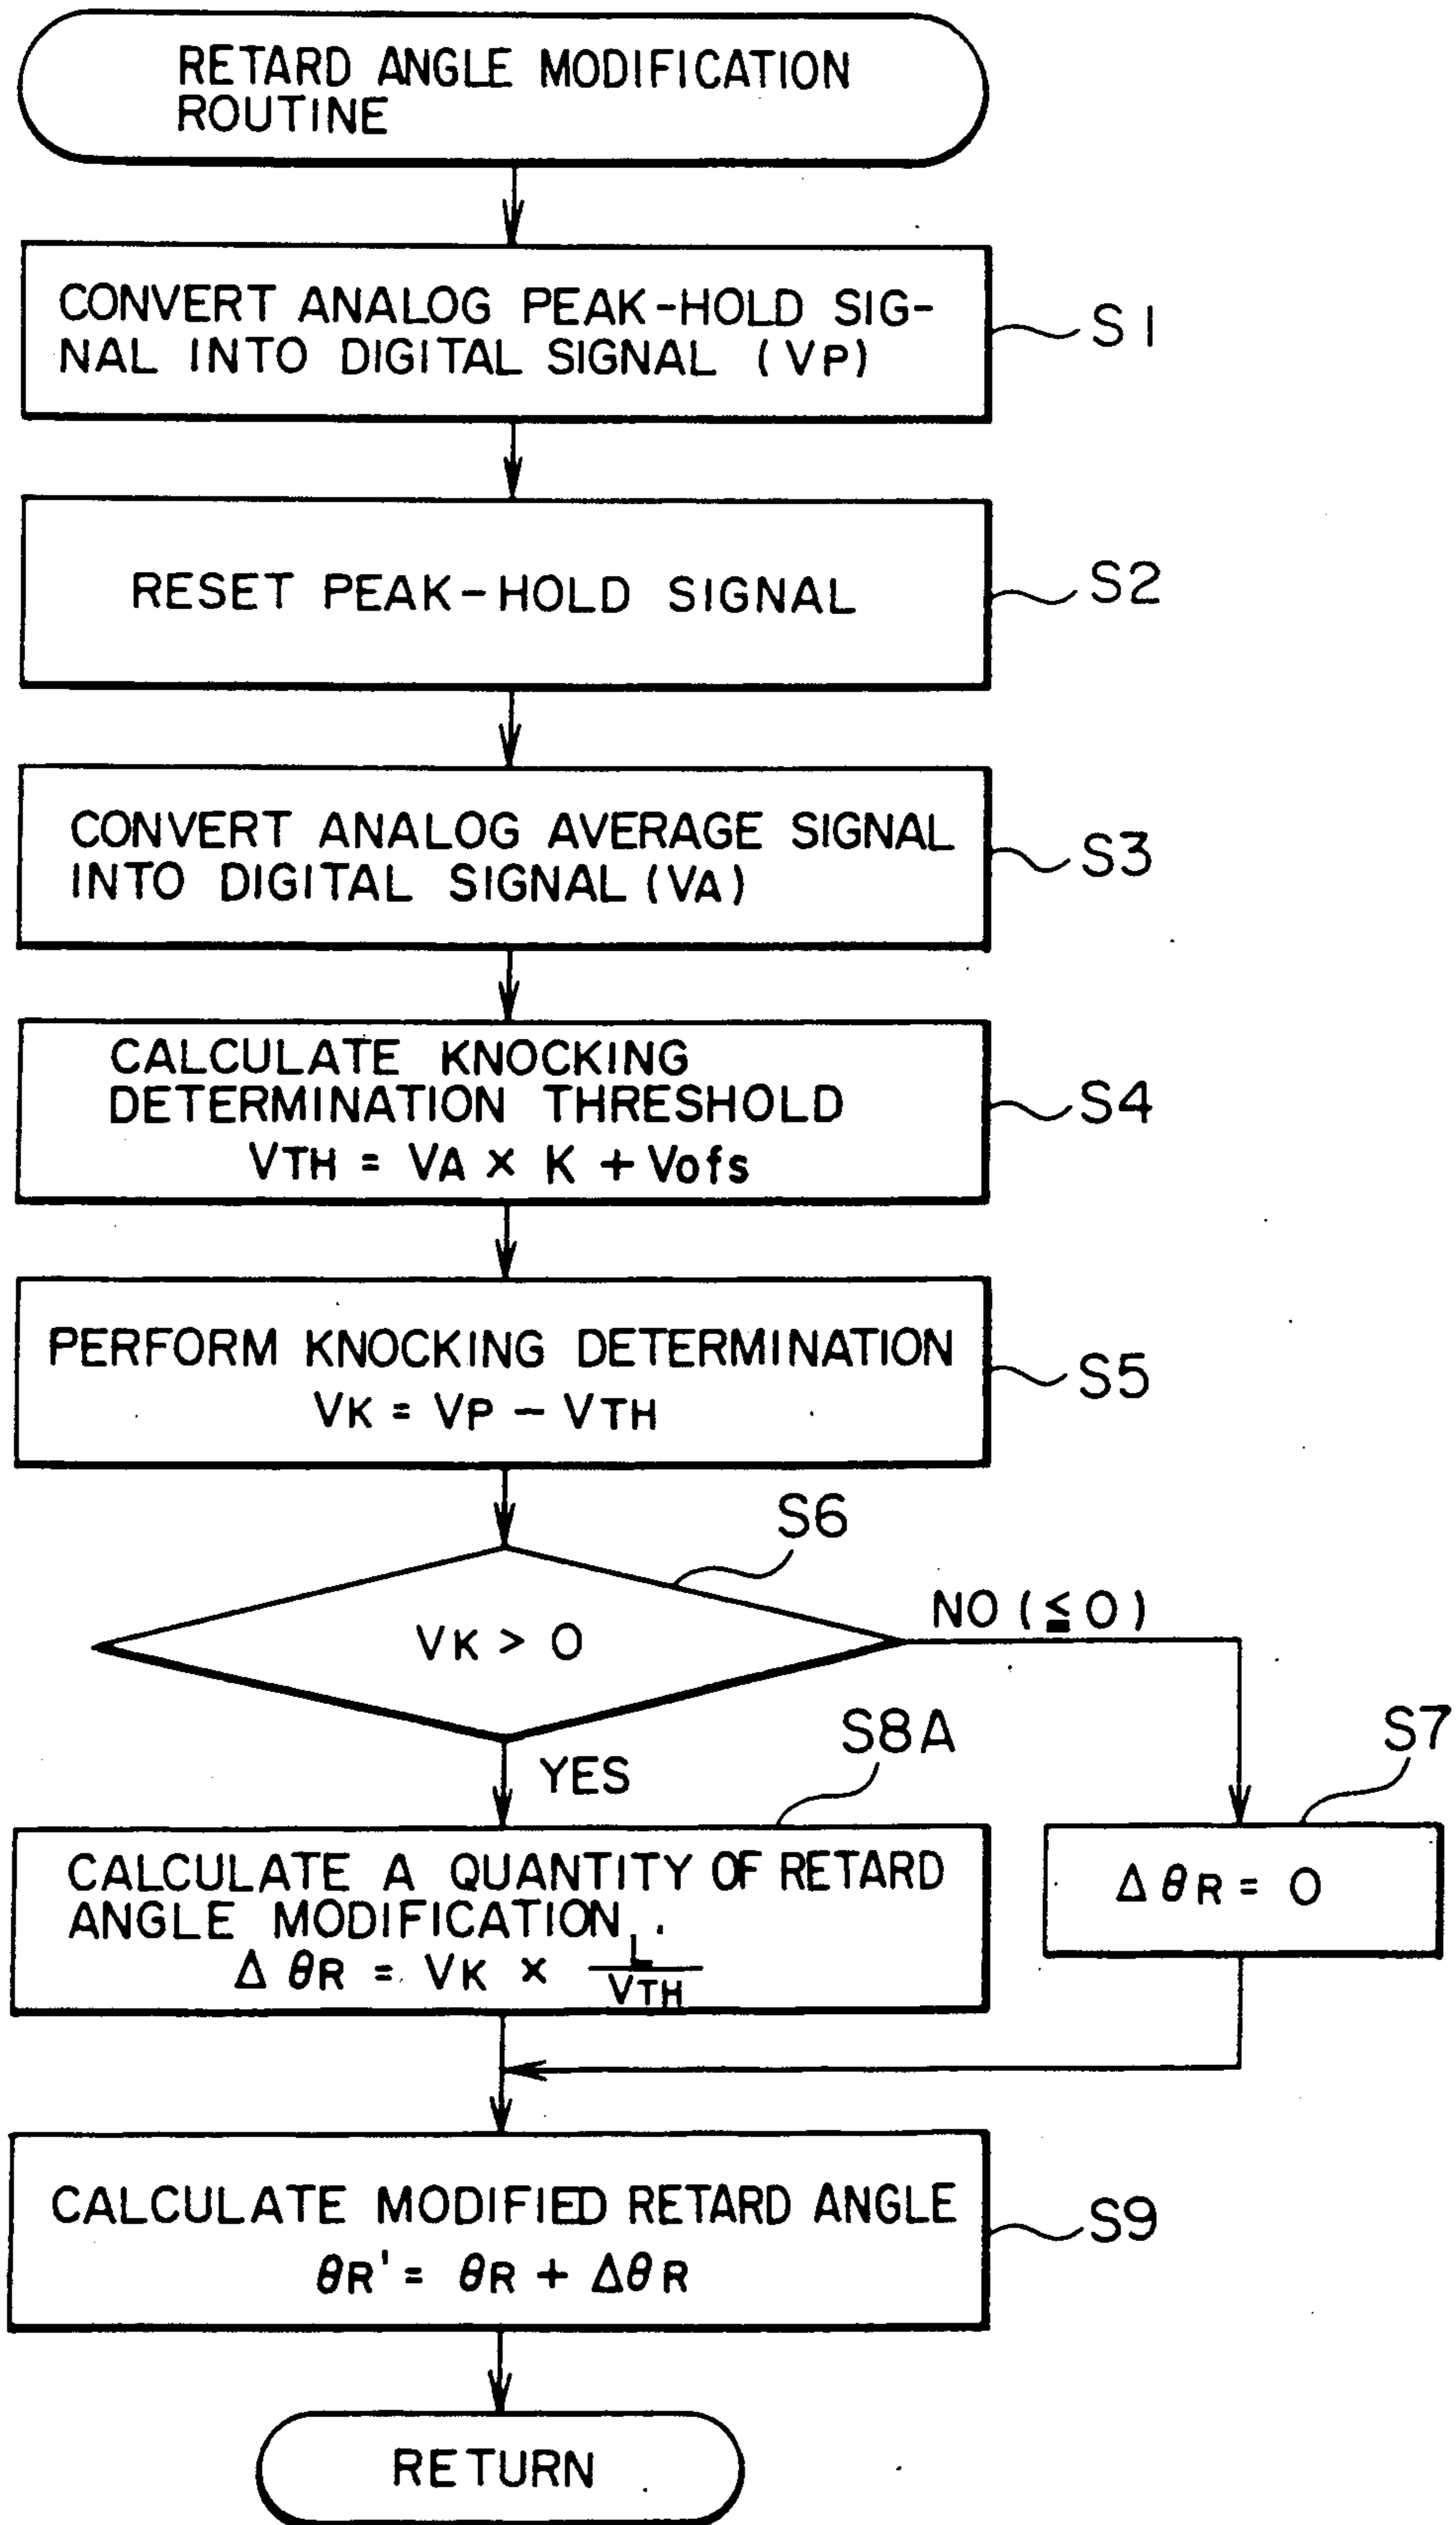 RETARD ANGLE MODIFICATION
ROUTINE
CONVERT ANALOG PEAK-HOLD SIG-
NAL INTO DIGITAL SIGNAL (VP)
S1
RESET PEAK-HOLD SIGNAL
S2
CONVERT ANALOG AVERAGE SIGNAL
INTO DIGITAL SIGNAL (VA)
S3
CALCULATE KNOCKING
DETERMINATION THRESHOLD
VTH = VA × K + Vofs
S4
PERFORM KNOCKING DETERMINATION
VK = VP - VTH
S5
S6
VK > 0
NO (≦0)
YES
S8A
S7
CALCULATE A QUANTITY OF RETARD
ANGLE MODIFICATION
Δ θR = VK × L/VTH
Δ θR = 0
CALCULATE MODIFIED RETARD ANGLE
θR' = θR + ΔθR
S9
RETURN